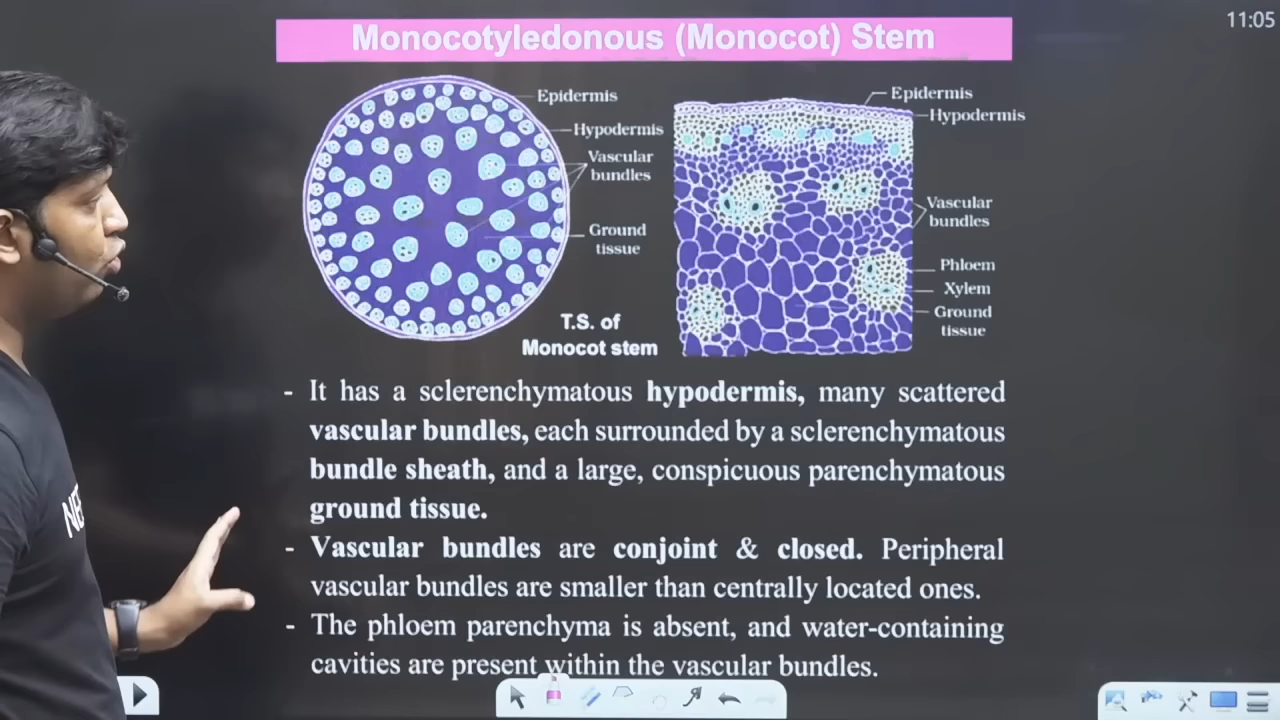 11:05
Monocotyledonous (Monocot) Stem
Epidermis
Hypodermis
Vascular
bundles
Ground
tissue
T.S. of
Monocot stem
Epidermis
Hypodermis
Vascular
bundles
Phloem
Xylem
Ground
tissue
- It has a sclerenchymatous hypodermis, many scattered
vascular bundles, each surrounded by a sclerenchymatous
bundle sheath, and a large, conspicuous parenchymatous
ground tissue.
- Vascular bundles are conjoint & closed. Peripheral
vascular bundles are smaller than centrally located ones.
- The phloem parenchyma is absent, and water-containing
cavities are present within the vascular bundles.